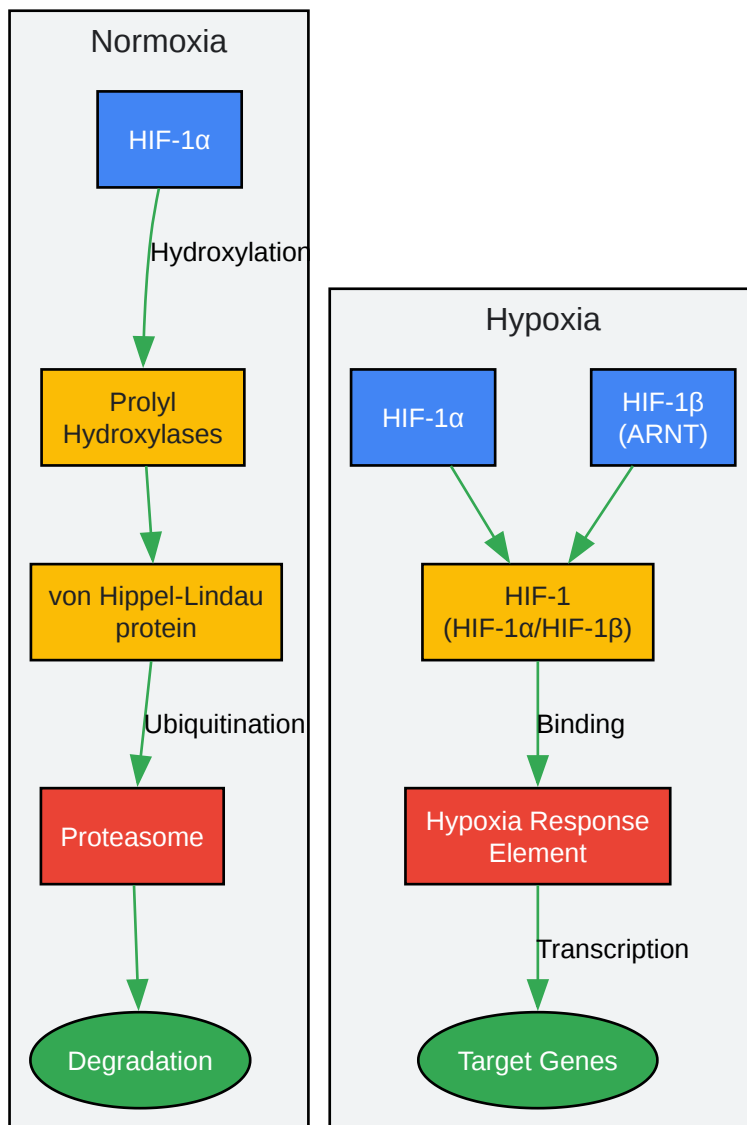 Normoxia
HIF-1α
Hydroxylation
Prolyl
Hydroxylases
von Hippel-Lindau
protein
Ubiquitination
Proteasome
Degradation
Hypoxia
HIF-1α
HIF-1β
(ARNT)
HIF-1
(HIF-1α/HIF-1β)
Binding
Hypoxia Response
Element
Transcription
Target Genes